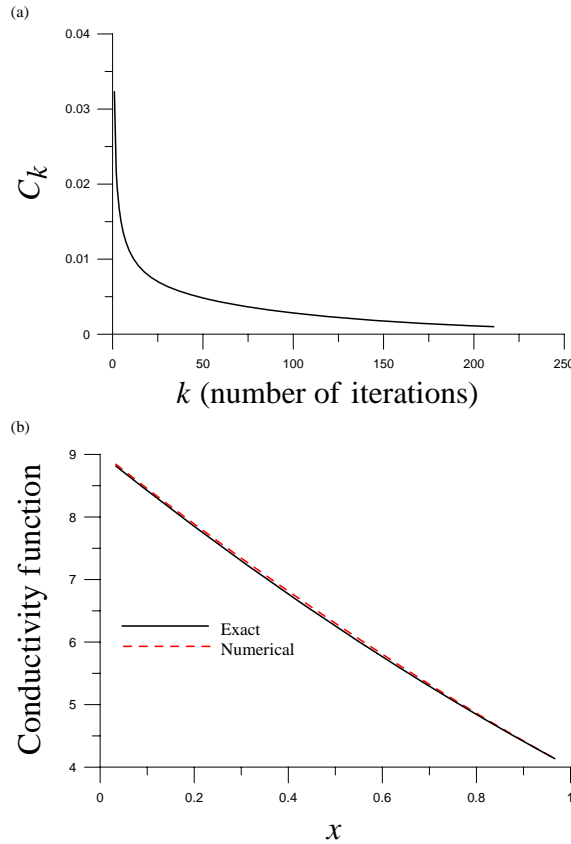 (a)
0.04
0.03
0.02
0.01
0
C_k
0 50 100 150 200 250
k (number of iterations)
(b)
9
8
7
6
5
4
Conductivity function
Exact
Numerical
0 0.2 0.4 0.6 0.8 1
x